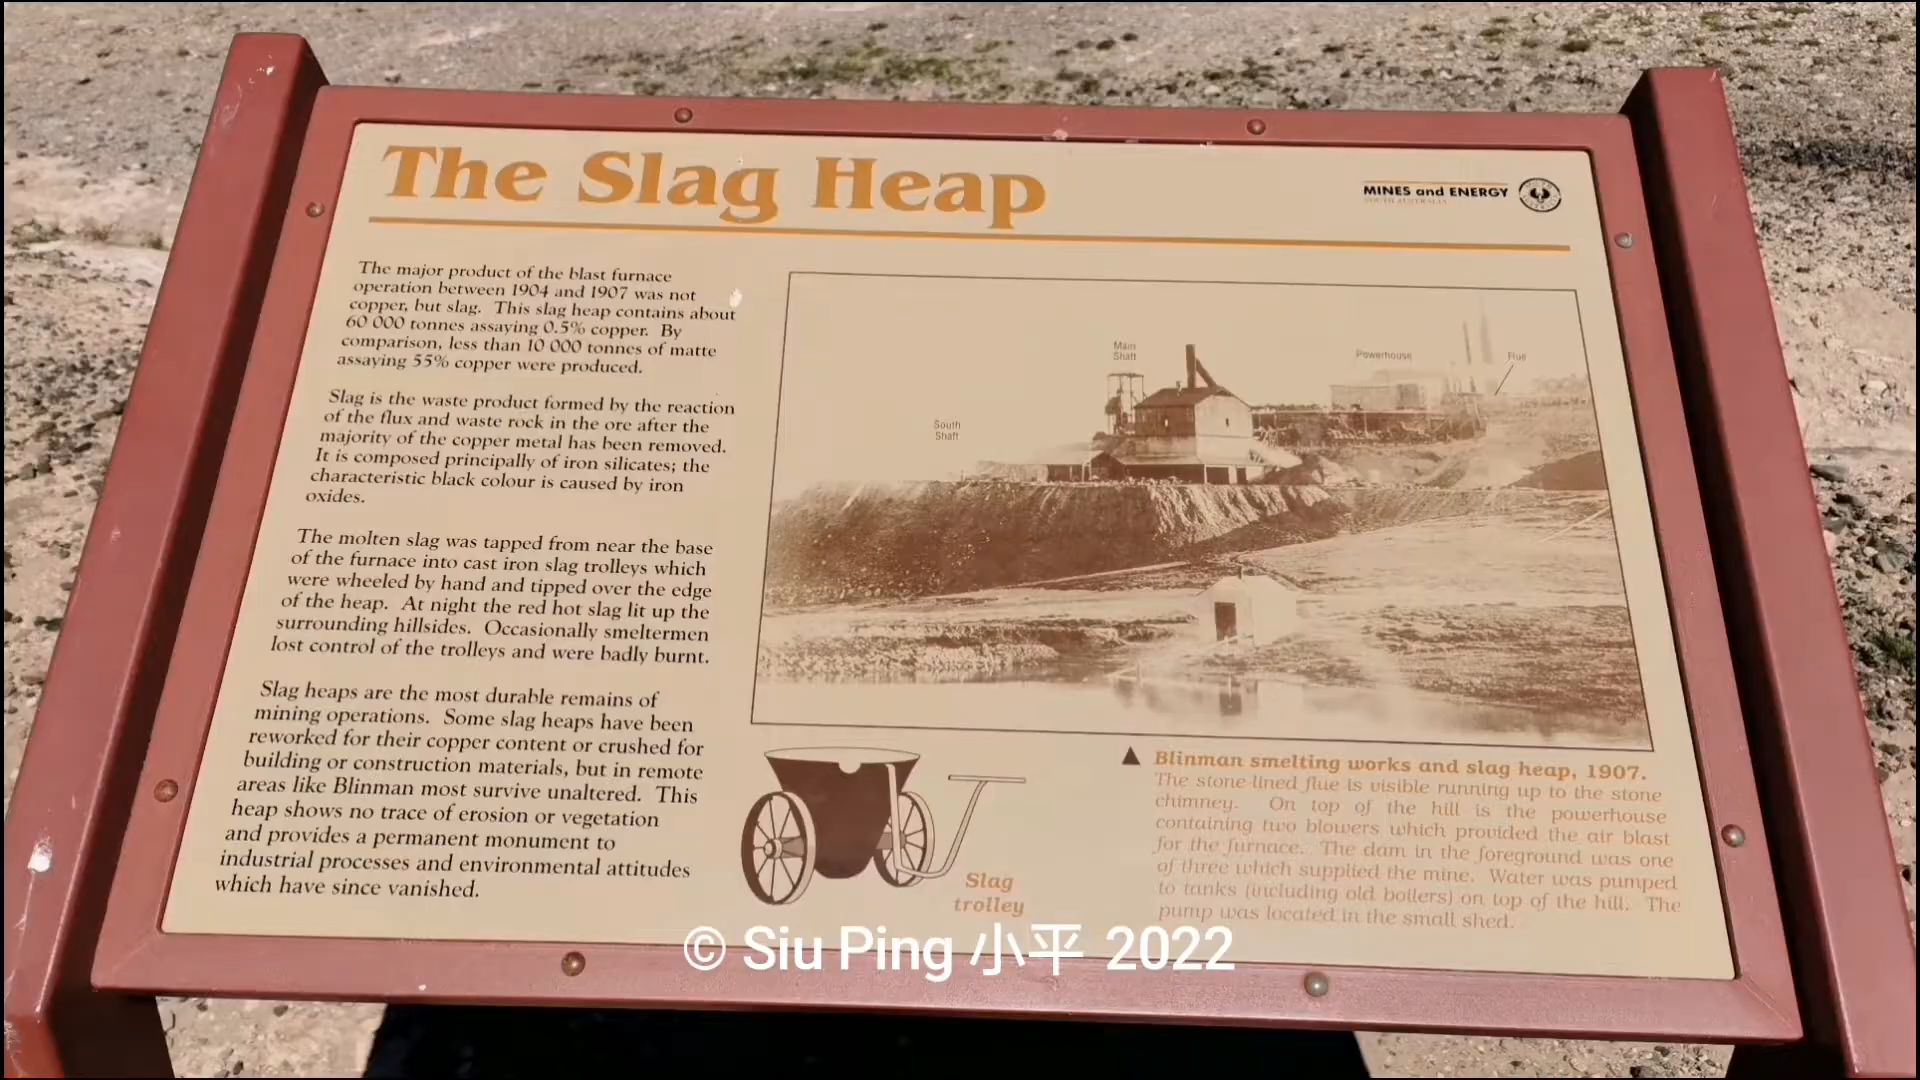 The Slag Heap
MINES and ENERGY
SOUTH AUSTRALIA
The major product of the blast furnace
operation between 1904 and 1907 was not
copper, but slag. This slag heap contains about
60 000 tonnes assaying 0.5% copper. By
comparison, less than 10 000 tonnes of matte
assaying 55% copper were produced.
Slag is the waste product formed by the reaction
of the flux and waste rock in the ore after the
majority of the copper metal has been removed.
It is composed principally of iron silicates; the
characteristic black colour is caused by iron
oxides.
The molten slag was tapped from near the base
of the furnace into cast iron slag trolleys which
were wheeled by hand and tipped over the edge
of the heap. At night the red hot slag lit up the
surrounding hillsides. Occasionally smeltermen
lost control of the trolleys and were badly burnt.
Slag heaps are the most durable remains of
mining operations. Some slag heaps have been
reworked for their copper content or crushed for
building or construction materials, but in remote
areas like Blinman most survive unaltered. This
heap shows no trace of erosion or vegetation
and provides a permanent monument to
industrial processes and environmental attitudes
which have since vanished.
South
Shaft
Main
Shaft
Powerhouse
Flue
Slag
trolley
▲ Blinman smelting works and slag heap, 1907.
The stone-lined flue is visible running up to the stone
chimney. On top of the hill is the powerhouse
containing two blowers which provided the air blast
for the furnace. The dam in the foreground was one
of three which supplied the mine. Water was pumped
to tanks (including old boilers) on top of the hill. The
pump was located in the small shed.
© Siu Ping 小平 2022